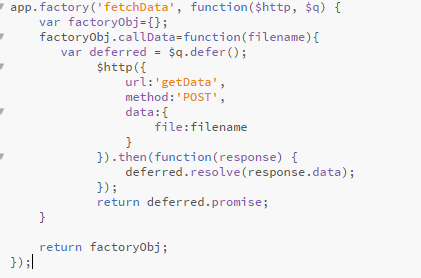 app.factory('fetchData', function($http, $q) {
    var factoryObj={};
    factoryObj.callData=function(filename){
       var deferred = $q.defer();
            $http({
                url:'getData',
                method:'POST',
                data:{
                    file:filename
                }
            }).then(function(response) {
                deferred.resolve(response.data);
            });
            return deferred.promise;
    }

    return factoryObj;
});